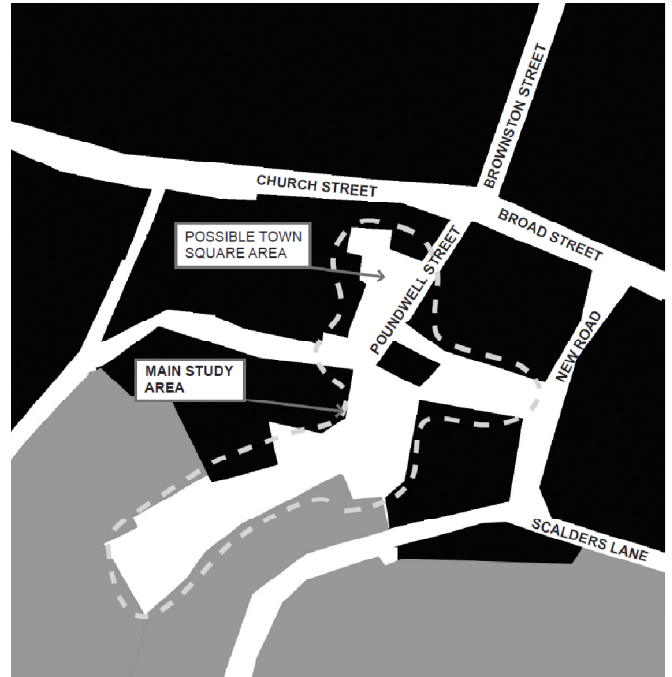 BROWNSTON STREET
CHURCH STREET
BROAD STREET
POSSIBLE TOWN
SQUARE AREA
POUNDWELL STREET
MAIN STUDY
AREA
NEW ROAD
SCALDERS LANE